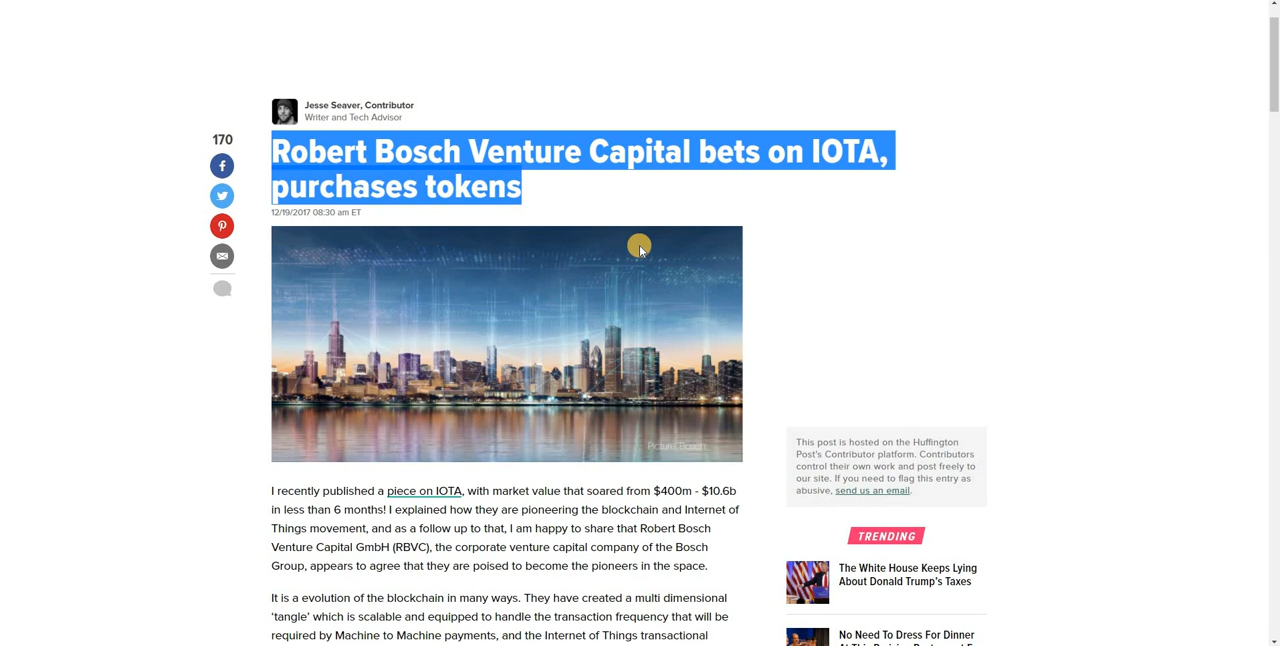 Jesse Seaver, Contributor
Writer and Tech Advisor
170
Robert Bosch Venture Capital bets on IOTA,
purchases tokens
12/19/2017 08:30 am ET
Picture: Bosch
I recently published a piece on IOTA, with market value that soared from $400m - $10.6b
in less than 6 months! I explained how they are pioneering the blockchain and Internet of
Things movement, and as a follow up to that, I am happy to share that Robert Bosch
Venture Capital GmbH (RBVC), the corporate venture capital company of the Bosch
Group, appears to agree that they are poised to become the pioneers in the space.
It is a evolution of the blockchain in many ways. They have created a multi dimensional
‘tangle’ which is scalable and equipped to handle the transaction frequency that will be
required by Machine to Machine payments, and the Internet of Things transactional
This post is hosted on the Huffington
Post's Contributor platform. Contributors
control their own work and post freely to
our site. If you need to flag this entry as
abusive, send us an email.
TRENDING
The White House Keeps Lying
About Donald Trump’s Taxes
No Need To Dress For Dinner